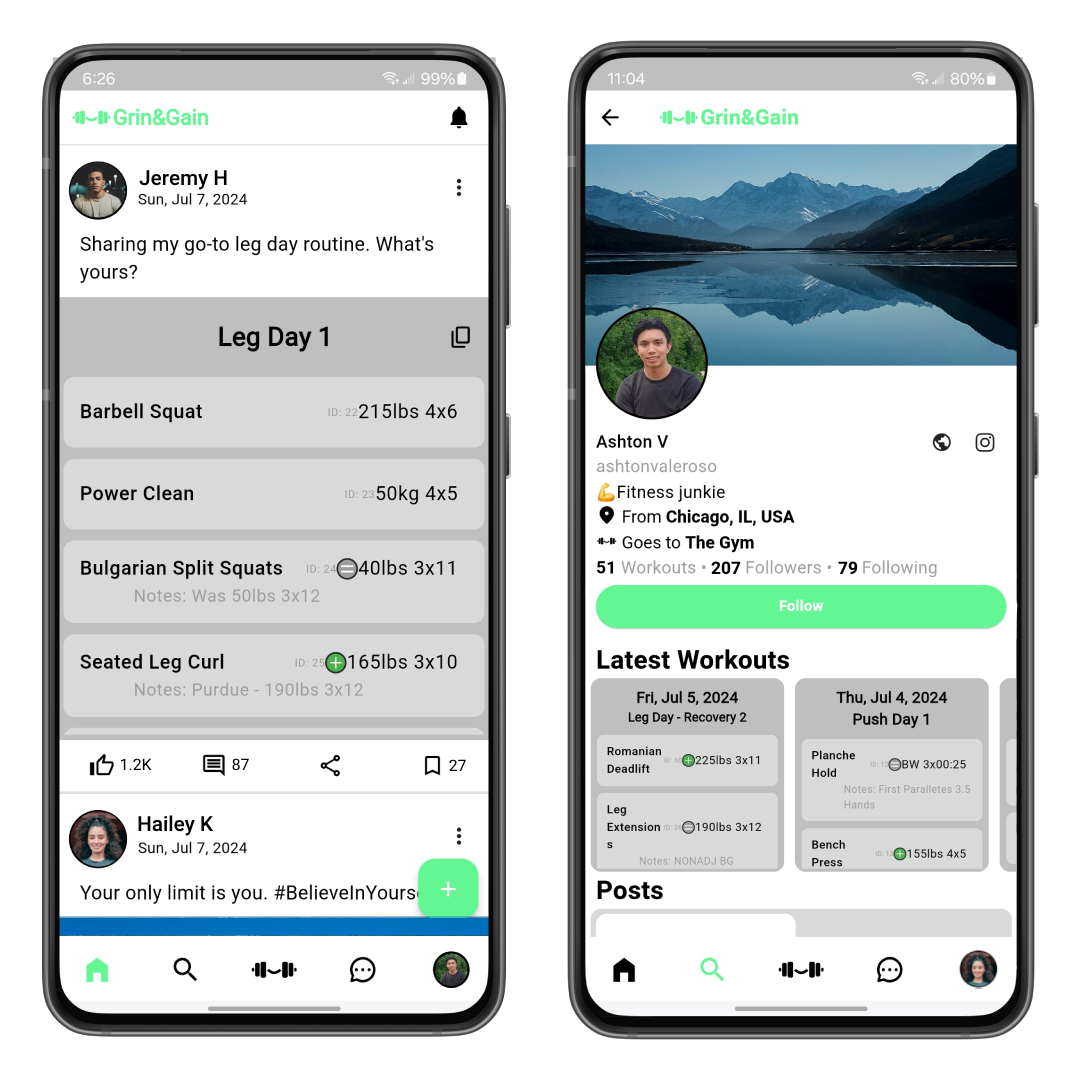 6:26
99%
Grin&Gain
Jeremy H
Sun, Jul 7, 2024
Sharing my go-to leg day routine. What's
yours?
Leg Day 1
Barbell Squat ID: 22 215lbs 4x6
Power Clean ID: 23 50kg 4x5
Bulgarian Split Squats ID: 24 40lbs 3x11
Notes: Was 50lbs 3x12
Seated Leg Curl ID: 25 165lbs 3x10
Notes: Purdue - 190lbs 3x12
1.2K 87 27
Hailey K
Sun, Jul 7, 2024
Your only limit is you. #BelieveInYours
11:04
80%
Grin&Gain
Ashton V
ashtonvaleroso
💪Fitness junkie
From Chicago, IL, USA
Goes to The Gym
51 Workouts • 207 Followers • 79 Following
Follow
Latest Workouts
Fri, Jul 5, 2024
Leg Day - Recovery 2
Romanian
Deadlift
225lbs 3x11
Leg
Extension
s
190lbs 3x12
Notes: NONADJ BG
Thu, Jul 4, 2024
Push Day 1
Planche
Hold
BW 3x00:25
Notes: First Paralletes 3.5
Hands
Bench
Press
155lbs 4x5
Posts